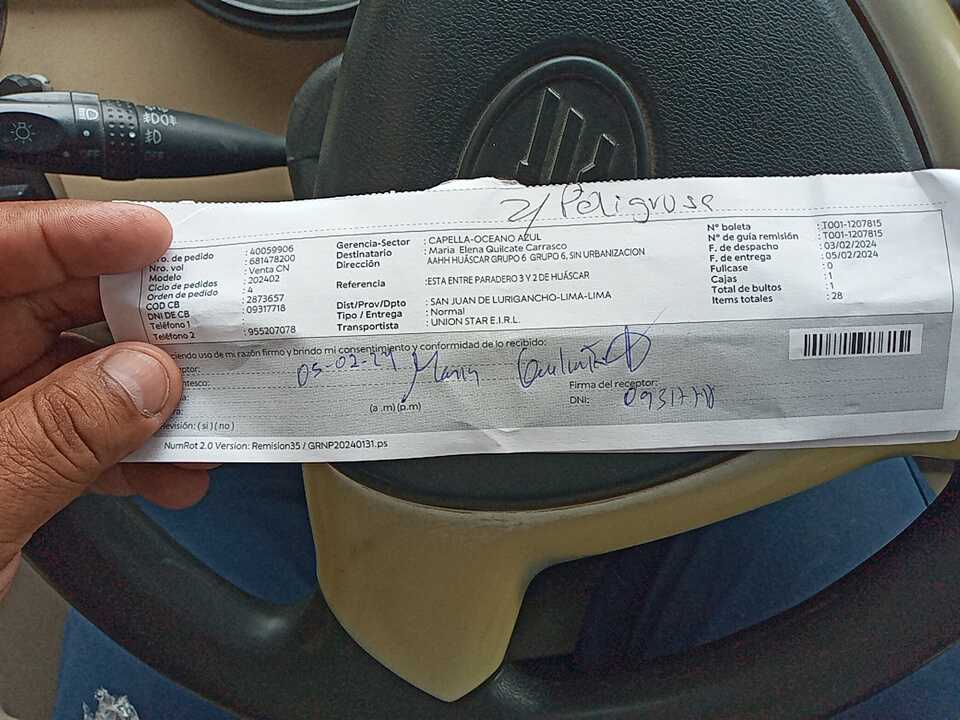 z/ Peligrosa
Nro. de pedido : 40059906
Nro. vol : 681478200
Modelo : Venta CN
Ciclo de pedidos : 202402
Orden de pedido : 4
COD CB : 2873657
DNI DE CB : 09317718
Teléfono 1 :
Teléfono 2 : 955207078
Gerencia-Sector : CAPELLA-OCEANO AZUL
Destinatario : Maria Elena Quilcate Carrasco
Dirección : AAHH HUÁSCAR GRUPO 6 GRUPO 6, SIN URBANIZACION
Referencia : ESTA ENTRE PARADERO 3 Y 2 DE HUÁSCAR
Dist/Prov/Dpto : SAN JUAN DE LURIGANCHO-LIMA-LIMA
Tipo / Entrega : Normal
Transportista : UNION STAR E.I.R.L.
N° boleta : T001-1207815
N° de guía remisión : T001-1207815
F. de despacho : 03/02/2024
F. de entrega : 05/02/2024
Fullcase : 0
Cajas : 1
Total de bultos : 1
Items totales : 28
ciendo uso de mi razón firmo y brindo mi consentimiento y conformidad de lo recibido:
05-02-24 Maria
Firma del receptor:
(a .m) (p.m)
DNI: 09317718
evisión: ( si ) ( no )
NumRot 2.0 Version: Remision35 / GRNP20240131.ps
OFF